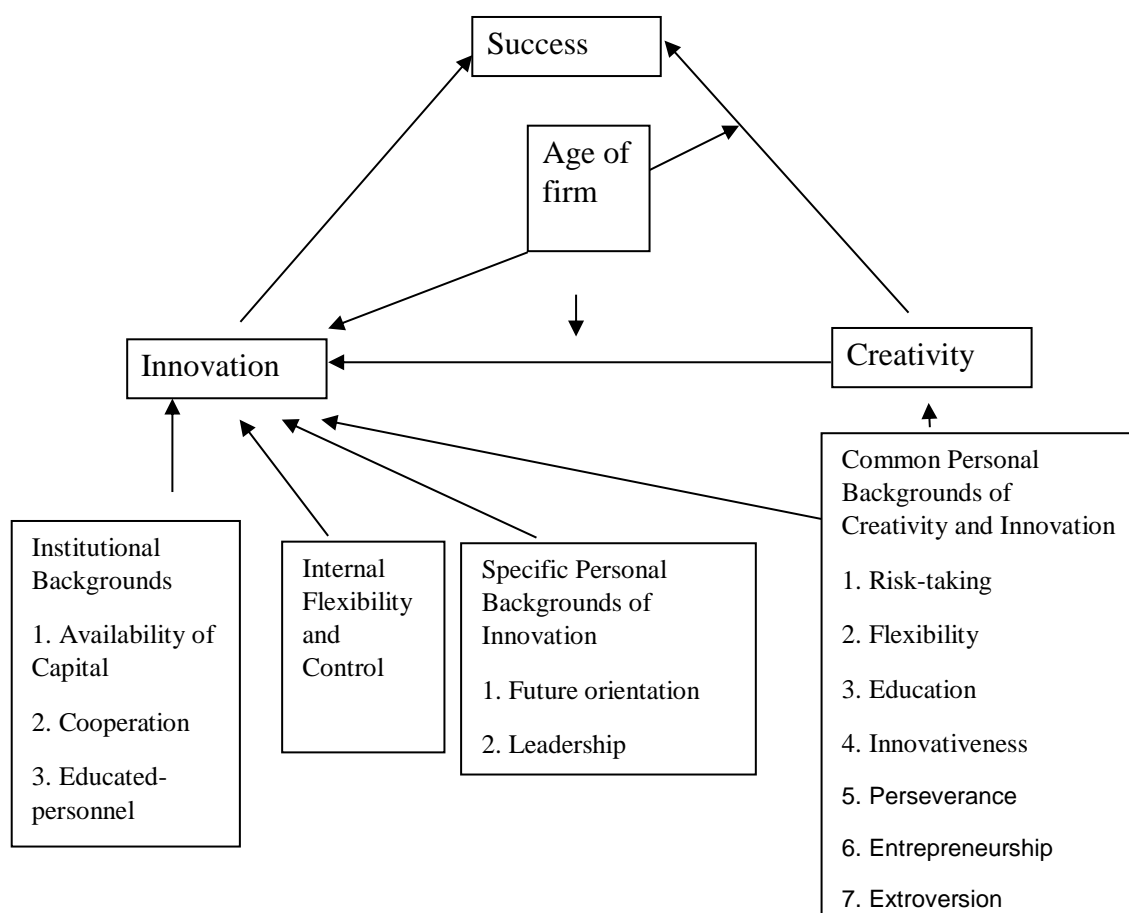 Success
Age of
firm
Innovation
Creativity
Institutional
Backgrounds
1. Availability of
Capital
2. Cooperation
3. Educated-
personnel
Internal
Flexibility
and
Control
Specific Personal
Backgrounds of
Innovation
1. Future orientation
2. Leadership
Common Personal
Backgrounds of
Creativity and Innovation
1. Risk-taking
2. Flexibility
3. Education
4. Innovativeness
5. Perseverance
6. Entrepreneurship
7. Extroversion